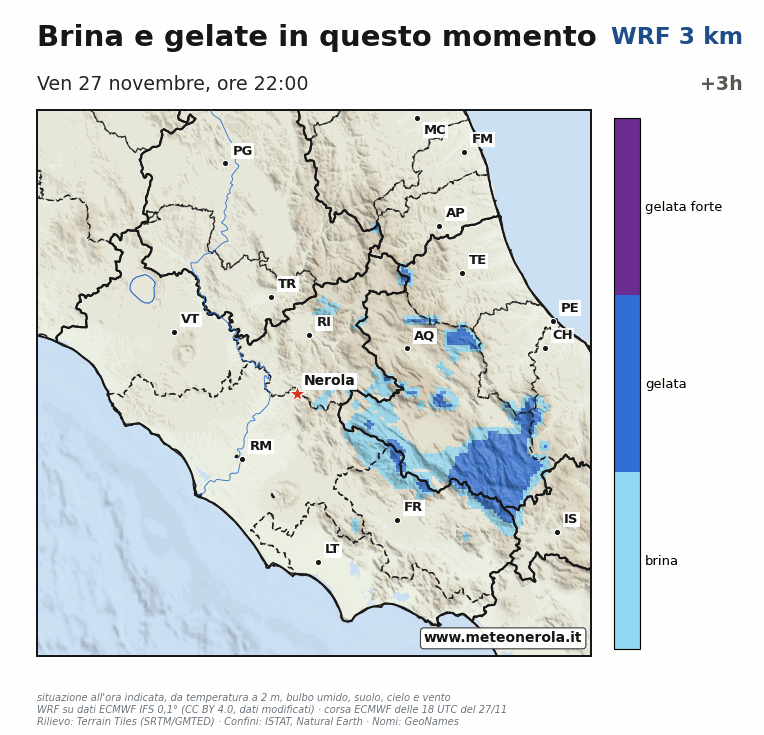 Brina e gelate in questo momento WRF 3 km
Ven 27 novembre, ore 22:00 +3h
MC
FM
PG
AP
TE
TR
PE
VT
RI
AQ
CH
Nerola
RM
FR
IS
LT
www.meteonerola.it
gelata forte
gelata
brina
situazione all'ora indicata, da temperatura a 2 m, bulbo umido, suolo, cielo e vento
WRF su dati ECMWF IFS 0,1° (CC BY 4.0, dati modificati) · corsa ECMWF delle 18 UTC del 27/11
Rilievo: Terrain Tiles (SRTM/GMTED) · Confini: ISTAT, Natural Earth · Nomi: GeoNames